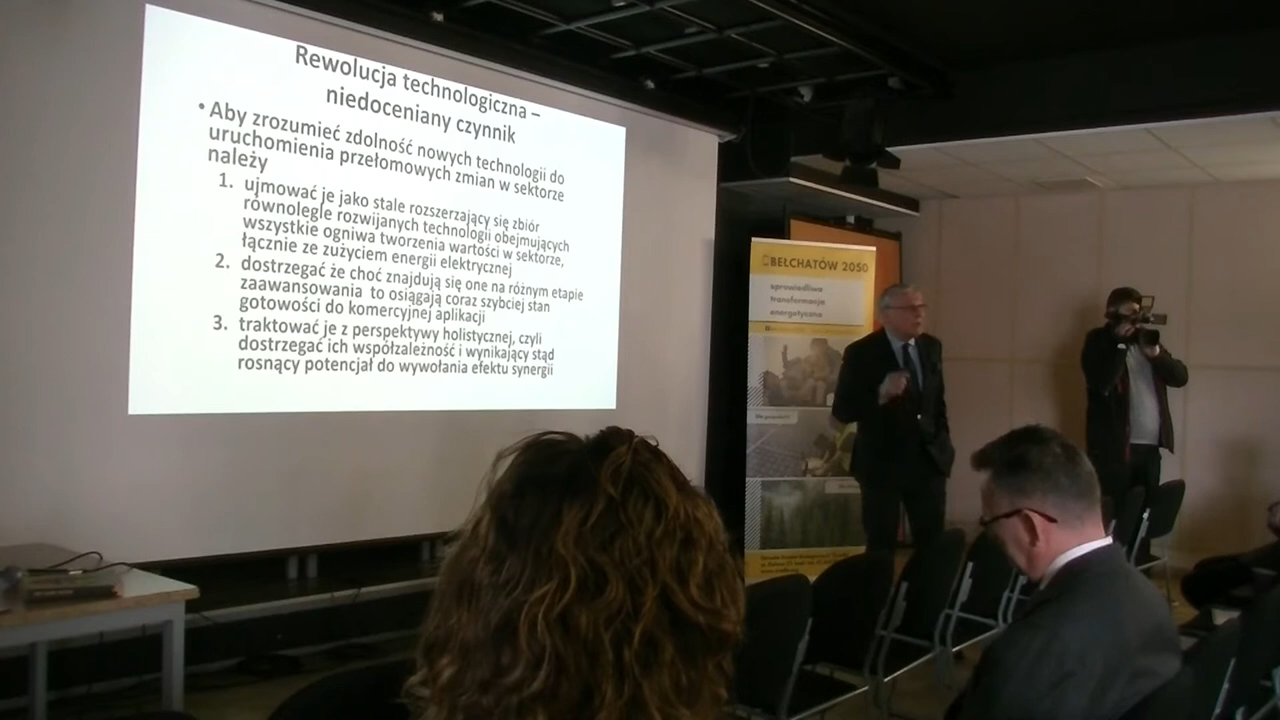 Rewolucja technologiczna –
niedoceniany czynnik
• Aby zrozumieć zdolność nowych technologii do
uruchomienia przełomowych zmian w sektorze
należy
1. ujmować je jako stale rozszerzający się zbiór
równolegle rozwijanych technologii obejmujących
wszystkie ogniwa tworzenia wartości w sektorze,
łącznie ze zużyciem energii elektrycznej
2. dostrzegać że choć znajdują się one na różnym etapie
zaawansowania to osiągają coraz szybciej stan
gotowości do komercyjnej aplikacji
3. traktować je z perspektywy holistycznej, czyli
dostrzegać ich współzależność i wynikający stąd
rosnący potencjał do wywołania efektu synergii
BEŁCHATÓW 2050
sprawiedliwa
transformacja
energetyczna